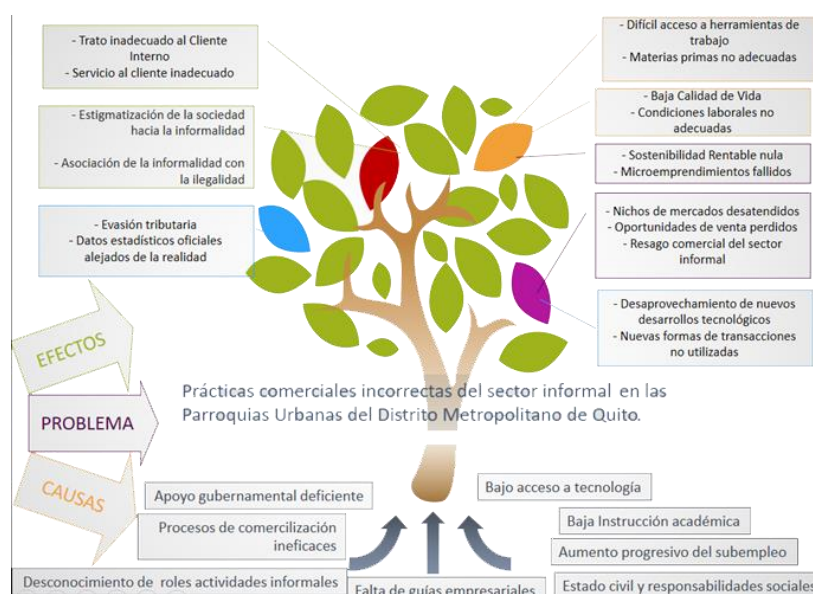 - Trato inadecuado al Cliente
Interno
- Servicio al cliente inadecuado
- Estigmatización de la sociedad
hacia la informalidad
- Asociación de la informalidad con
la ilegalidad
- Evasión tributaria
- Datos estadísticos oficiales
alejados de la realidad
- Difícil acceso a herramientas de
trabajo
- Materias primas no adecuadas
- Baja Calidad de Vida
- Condiciones laborales no
adecuadas
- Sostenibilidad Rentable nula
- Microemprendimientos fallidos
- Nichos de mercados desatendidos
- Oportunidades de venta perdidos
- Resago comercial del sector
informal
- Desaprovechamiento de nuevos
desarrollos tecnológicos
- Nuevas formas de transacciones
no utilizadas
EFECTOS
PROBLEMA
Prácticas comerciales incorrectas del sector informal en las
Parroquias Urbanas del Distrito Metropolitano de Quito.
CAUSAS
Apoyo gubernamental deficiente
Bajo acceso a tecnología
Procesos de comercilización
ineficaces
Baja Instrucción académica
Aumento progresivo del subempleo
Desconocimiento de roles actividades informales
Falta de guías empresariales
Estado civil y responsabilidades sociales